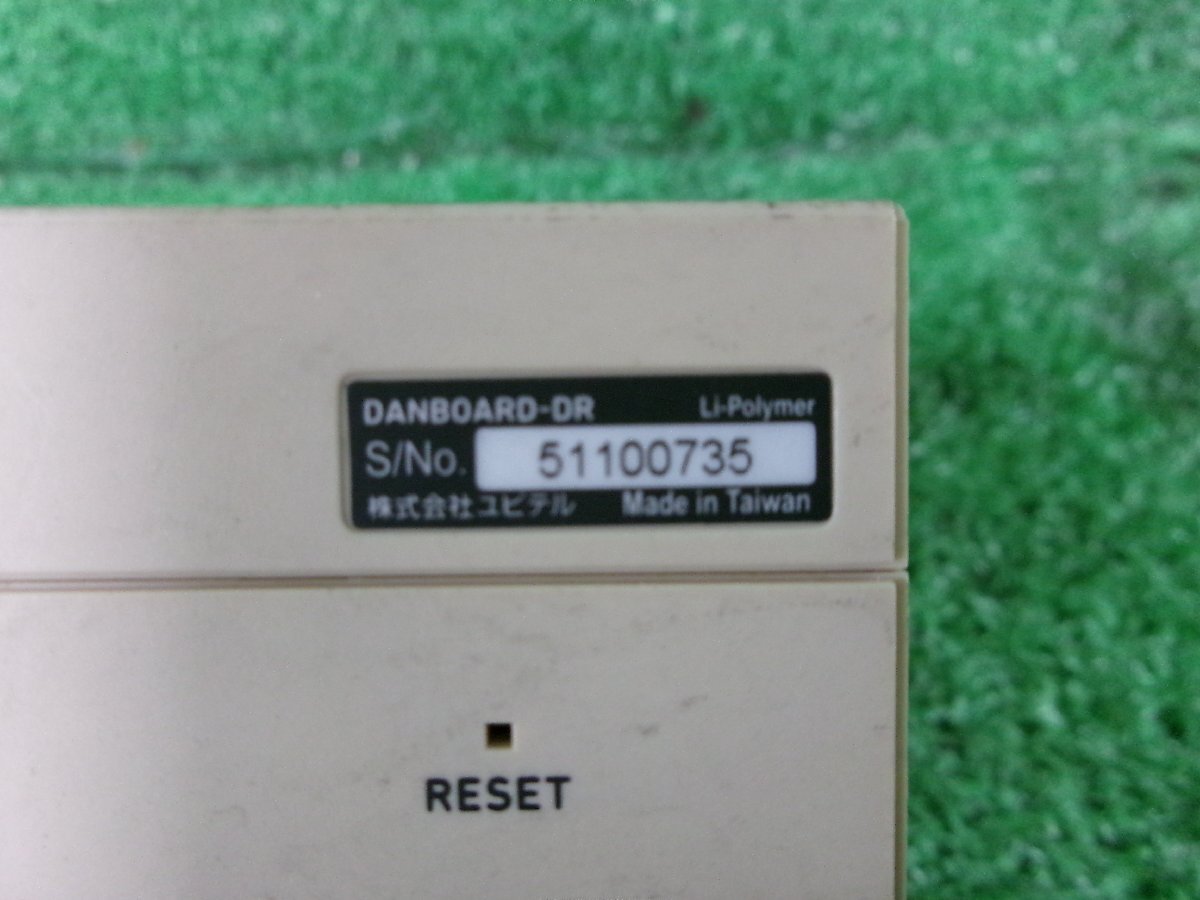 DANBOARD-DR Li-Polymer
S/No. 51100735
株式会社ユピテル Made in Taiwan
RESET